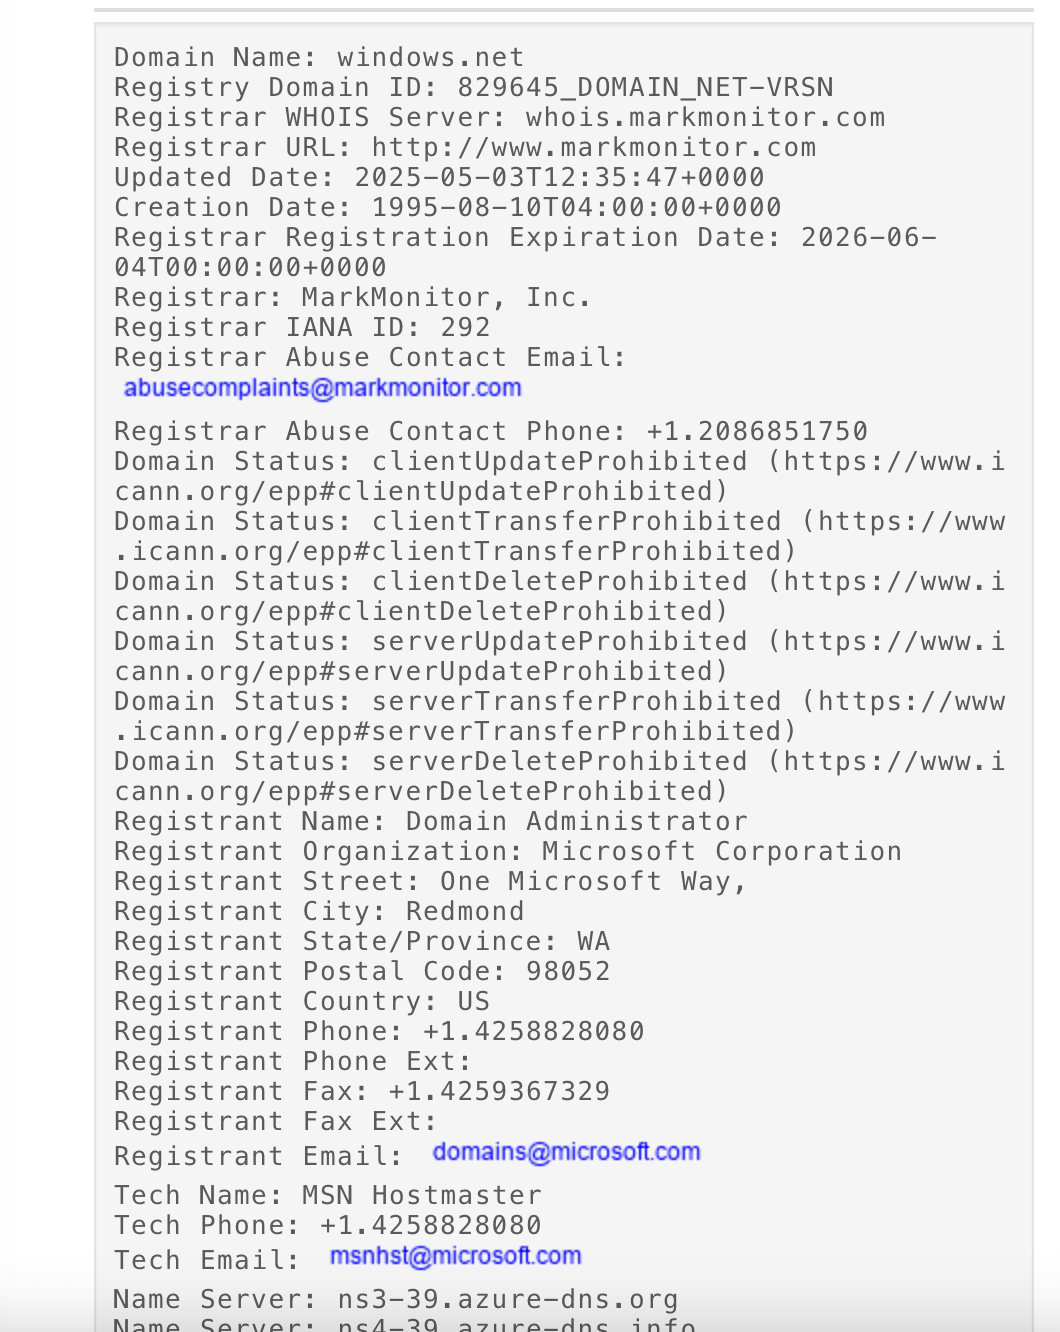 Domain Name: windows.net
Registry Domain ID: 829645_DOMAIN_NET-VRSN
Registrar WHOIS Server: whois.markmonitor.com
Registrar URL: http://www.markmonitor.com
Updated Date: 2025-05-03T12:35:47+0000
Creation Date: 1995-08-10T04:00:00+0000
Registrar Registration Expiration Date: 2026-06-
04T00:00:00+0000
Registrar: MarkMonitor, Inc.
Registrar IANA ID: 292
Registrar Abuse Contact Email:
abusecomplaints@markmonitor.com
Registrar Abuse Contact Phone: +1.2086851750
Domain Status: clientUpdateProhibited (https://www.i
cann.org/epp#clientUpdateProhibited)
Domain Status: clientTransferProhibited (https://www
.icann.org/epp#clientTransferProhibited)
Domain Status: clientDeleteProhibited (https://www.i
cann.org/epp#clientDeleteProhibited)
Domain Status: serverUpdateProhibited (https://www.i
cann.org/epp#serverUpdateProhibited)
Domain Status: serverTransferProhibited (https://www
.icann.org/epp#serverTransferProhibited)
Domain Status: serverDeleteProhibited (https://www.i
cann.org/epp#serverDeleteProhibited)
Registrant Name: Domain Administrator
Registrant Organization: Microsoft Corporation
Registrant Street: One Microsoft Way,
Registrant City: Redmond
Registrant State/Province: WA
Registrant Postal Code: 98052
Registrant Country: US
Registrant Phone: +1.4258828080
Registrant Phone Ext:
Registrant Fax: +1.4259367329
Registrant Fax Ext:
Registrant Email: domains@microsoft.com
Tech Name: MSN Hostmaster
Tech Phone: +1.4258828080
Tech Email: msnhst@microsoft.com
Name Server: ns3-39.azure-dns.org
Name Server: ns4-39.azure-dns.info